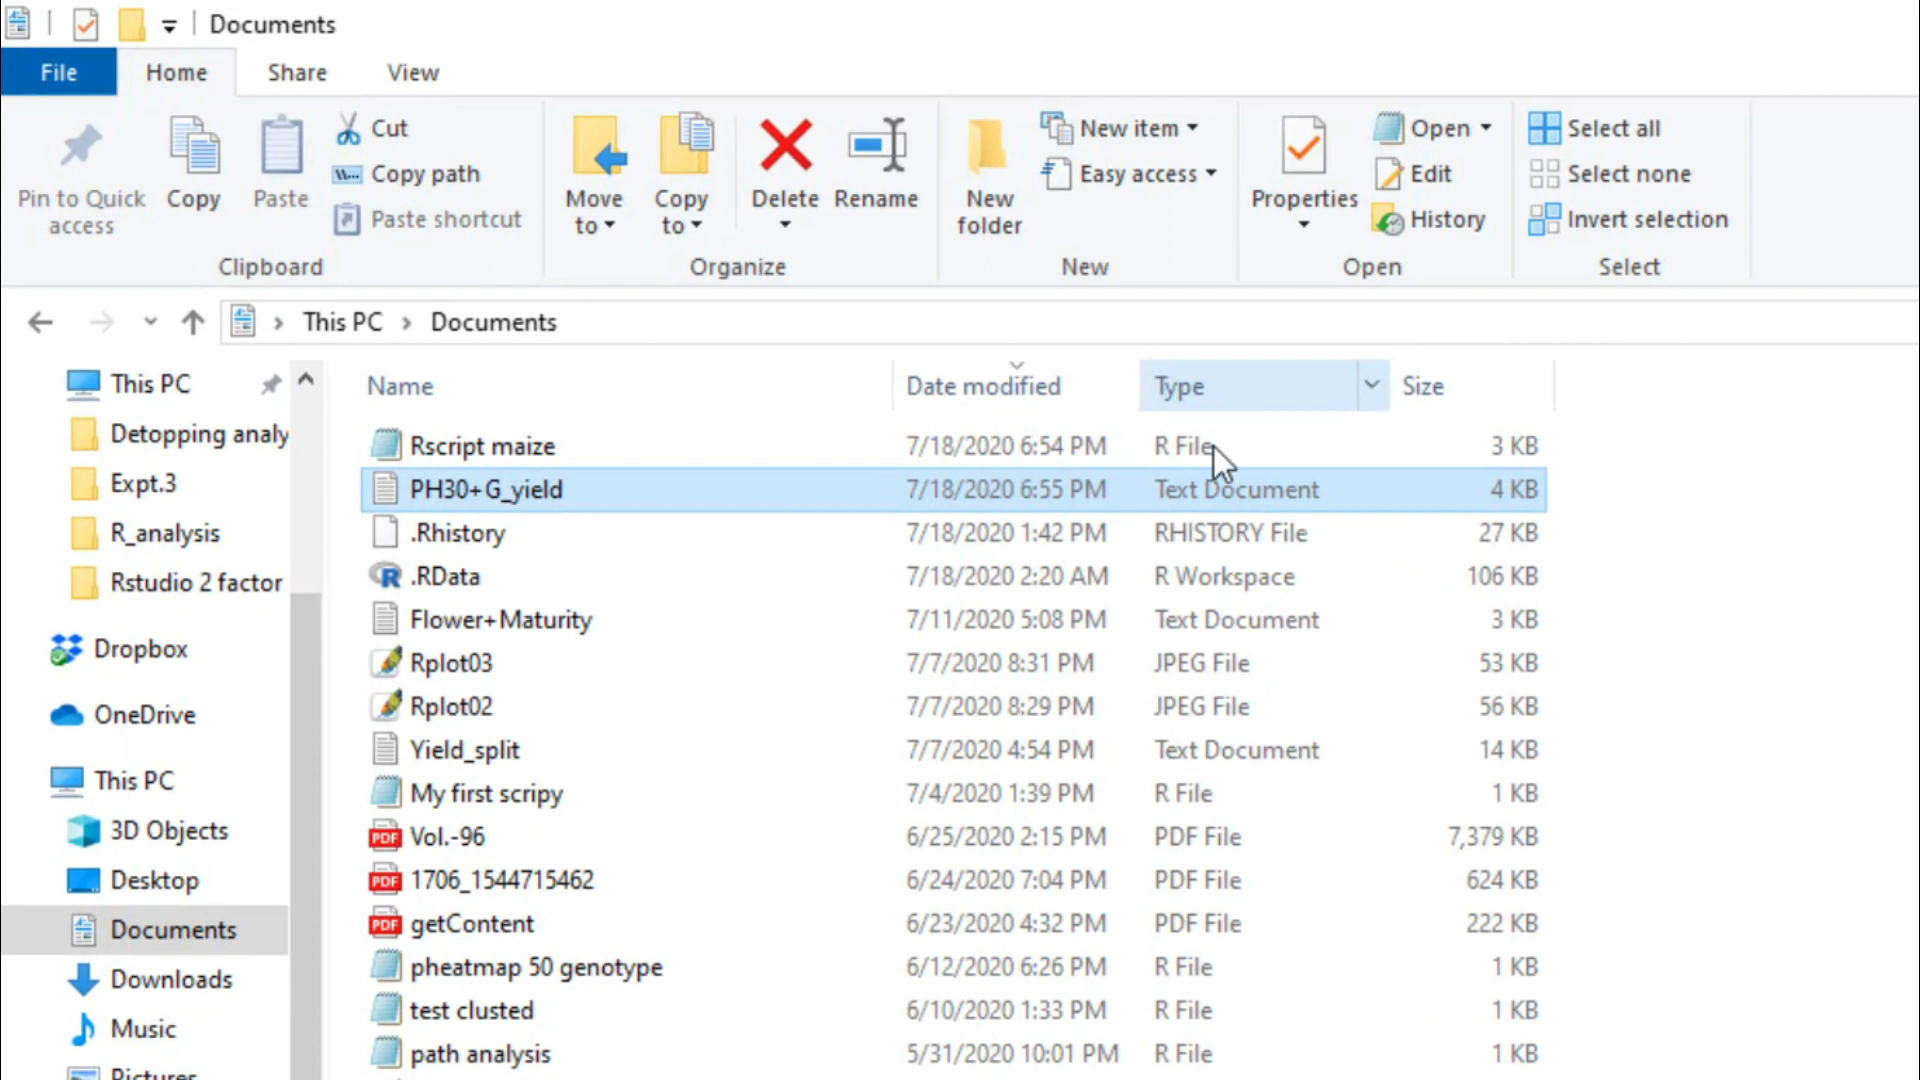 Documents
File Home Share View
Pin to Quick access
Copy
Paste
Cut
Copy path
Paste shortcut
Clipboard
Move to
Copy to
Delete
Rename
Organize
New folder
New item
Easy access
New
Properties
Open
Edit
History
Open
Select all
Select none
Invert selection
Select
This PC Documents
This PC
Detopping analy
Expt.3
R_analysis
Rstudio 2 factor
Dropbox
OneDrive
This PC
3D Objects
Desktop
Documents
Downloads
Music
Pictures
Name Date modified Type Size
Rscript maize 7/18/2020 6:54 PM R File 3 KB
PH30+G_yield 7/18/2020 6:55 PM Text Document 4 KB
.Rhistory 7/18/2020 1:42 PM RHISTORY File 27 KB
.RData 7/18/2020 2:20 AM R Workspace 106 KB
Flower+Maturity 7/11/2020 5:08 PM Text Document 3 KB
Rplot03 7/7/2020 8:31 PM JPEG File 53 KB
Rplot02 7/7/2020 8:29 PM JPEG File 56 KB
Yield_split 7/7/2020 4:54 PM Text Document 14 KB
My first scripy 7/4/2020 1:39 PM R File 1 KB
PDF Vol.-96 6/25/2020 2:15 PM PDF File 7,379 KB
PDF 1706_1544715462 6/24/2020 7:04 PM PDF File 624 KB
PDF getContent 6/23/2020 4:32 PM PDF File 222 KB
pheatmap 50 genotype 6/12/2020 6:26 PM R File 1 KB
test clusted 6/10/2020 1:33 PM R File 1 KB
path analysis 5/31/2020 10:01 PM R File 1 KB